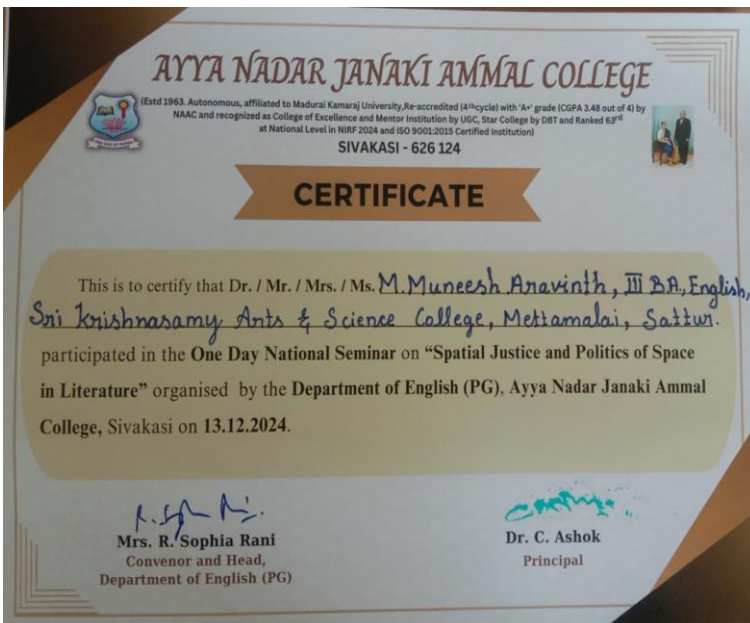 AYYA NADAR JANAKI AMMAL COLLEGE
(Estd 1963. Autonomous, affiliated to Madurai Kamaraj University,Re-accredited (4thcycle) with 'A+' grade (CGPA 3.48 out of 4) by
NAAC and recognized as College of Excellence and Mentor Institution by UGC, Star College by DBT and Ranked 63rd
at National Level in NIRF 2024 and ISO 9001:2015 Certified Institution)
SIVAKASI - 626 124
CERTIFICATE
This is to certify that Dr. / Mr. / Mrs. / Ms. M.Muneesh Aravinth, III BA., English,
Sri Krishnasamy Arts & Science College, Mettamalai, Sattur.
participated in the One Day National Seminar on “Spatial Justice and Politics of Space
in Literature” organised by the Department of English (PG), Ayya Nadar Janaki Ammal
College, Sivakasi on 13.12.2024.
Mrs. R. Sophia Rani
Convenor and Head,
Department of English (PG)
Dr. C. Ashok
Principal